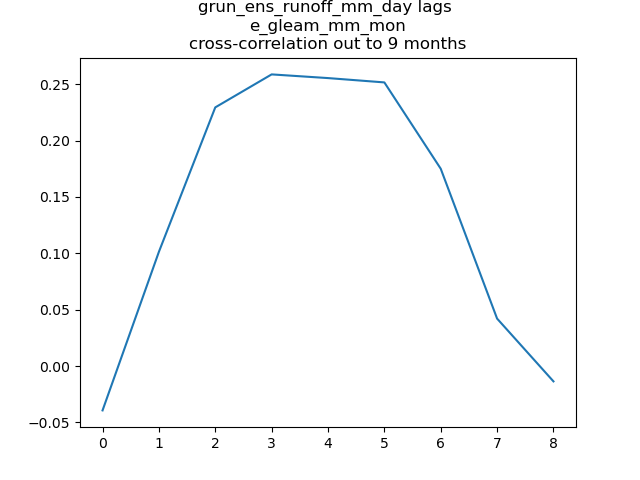 grun_ens_runoff_mm_day lags
e_gleam_mm_mon
cross-correlation out to 9 months
0.25
0.20
0.15
0.10
0.05
0.00
−0.05
0 1 2 3 4 5 6 7 8